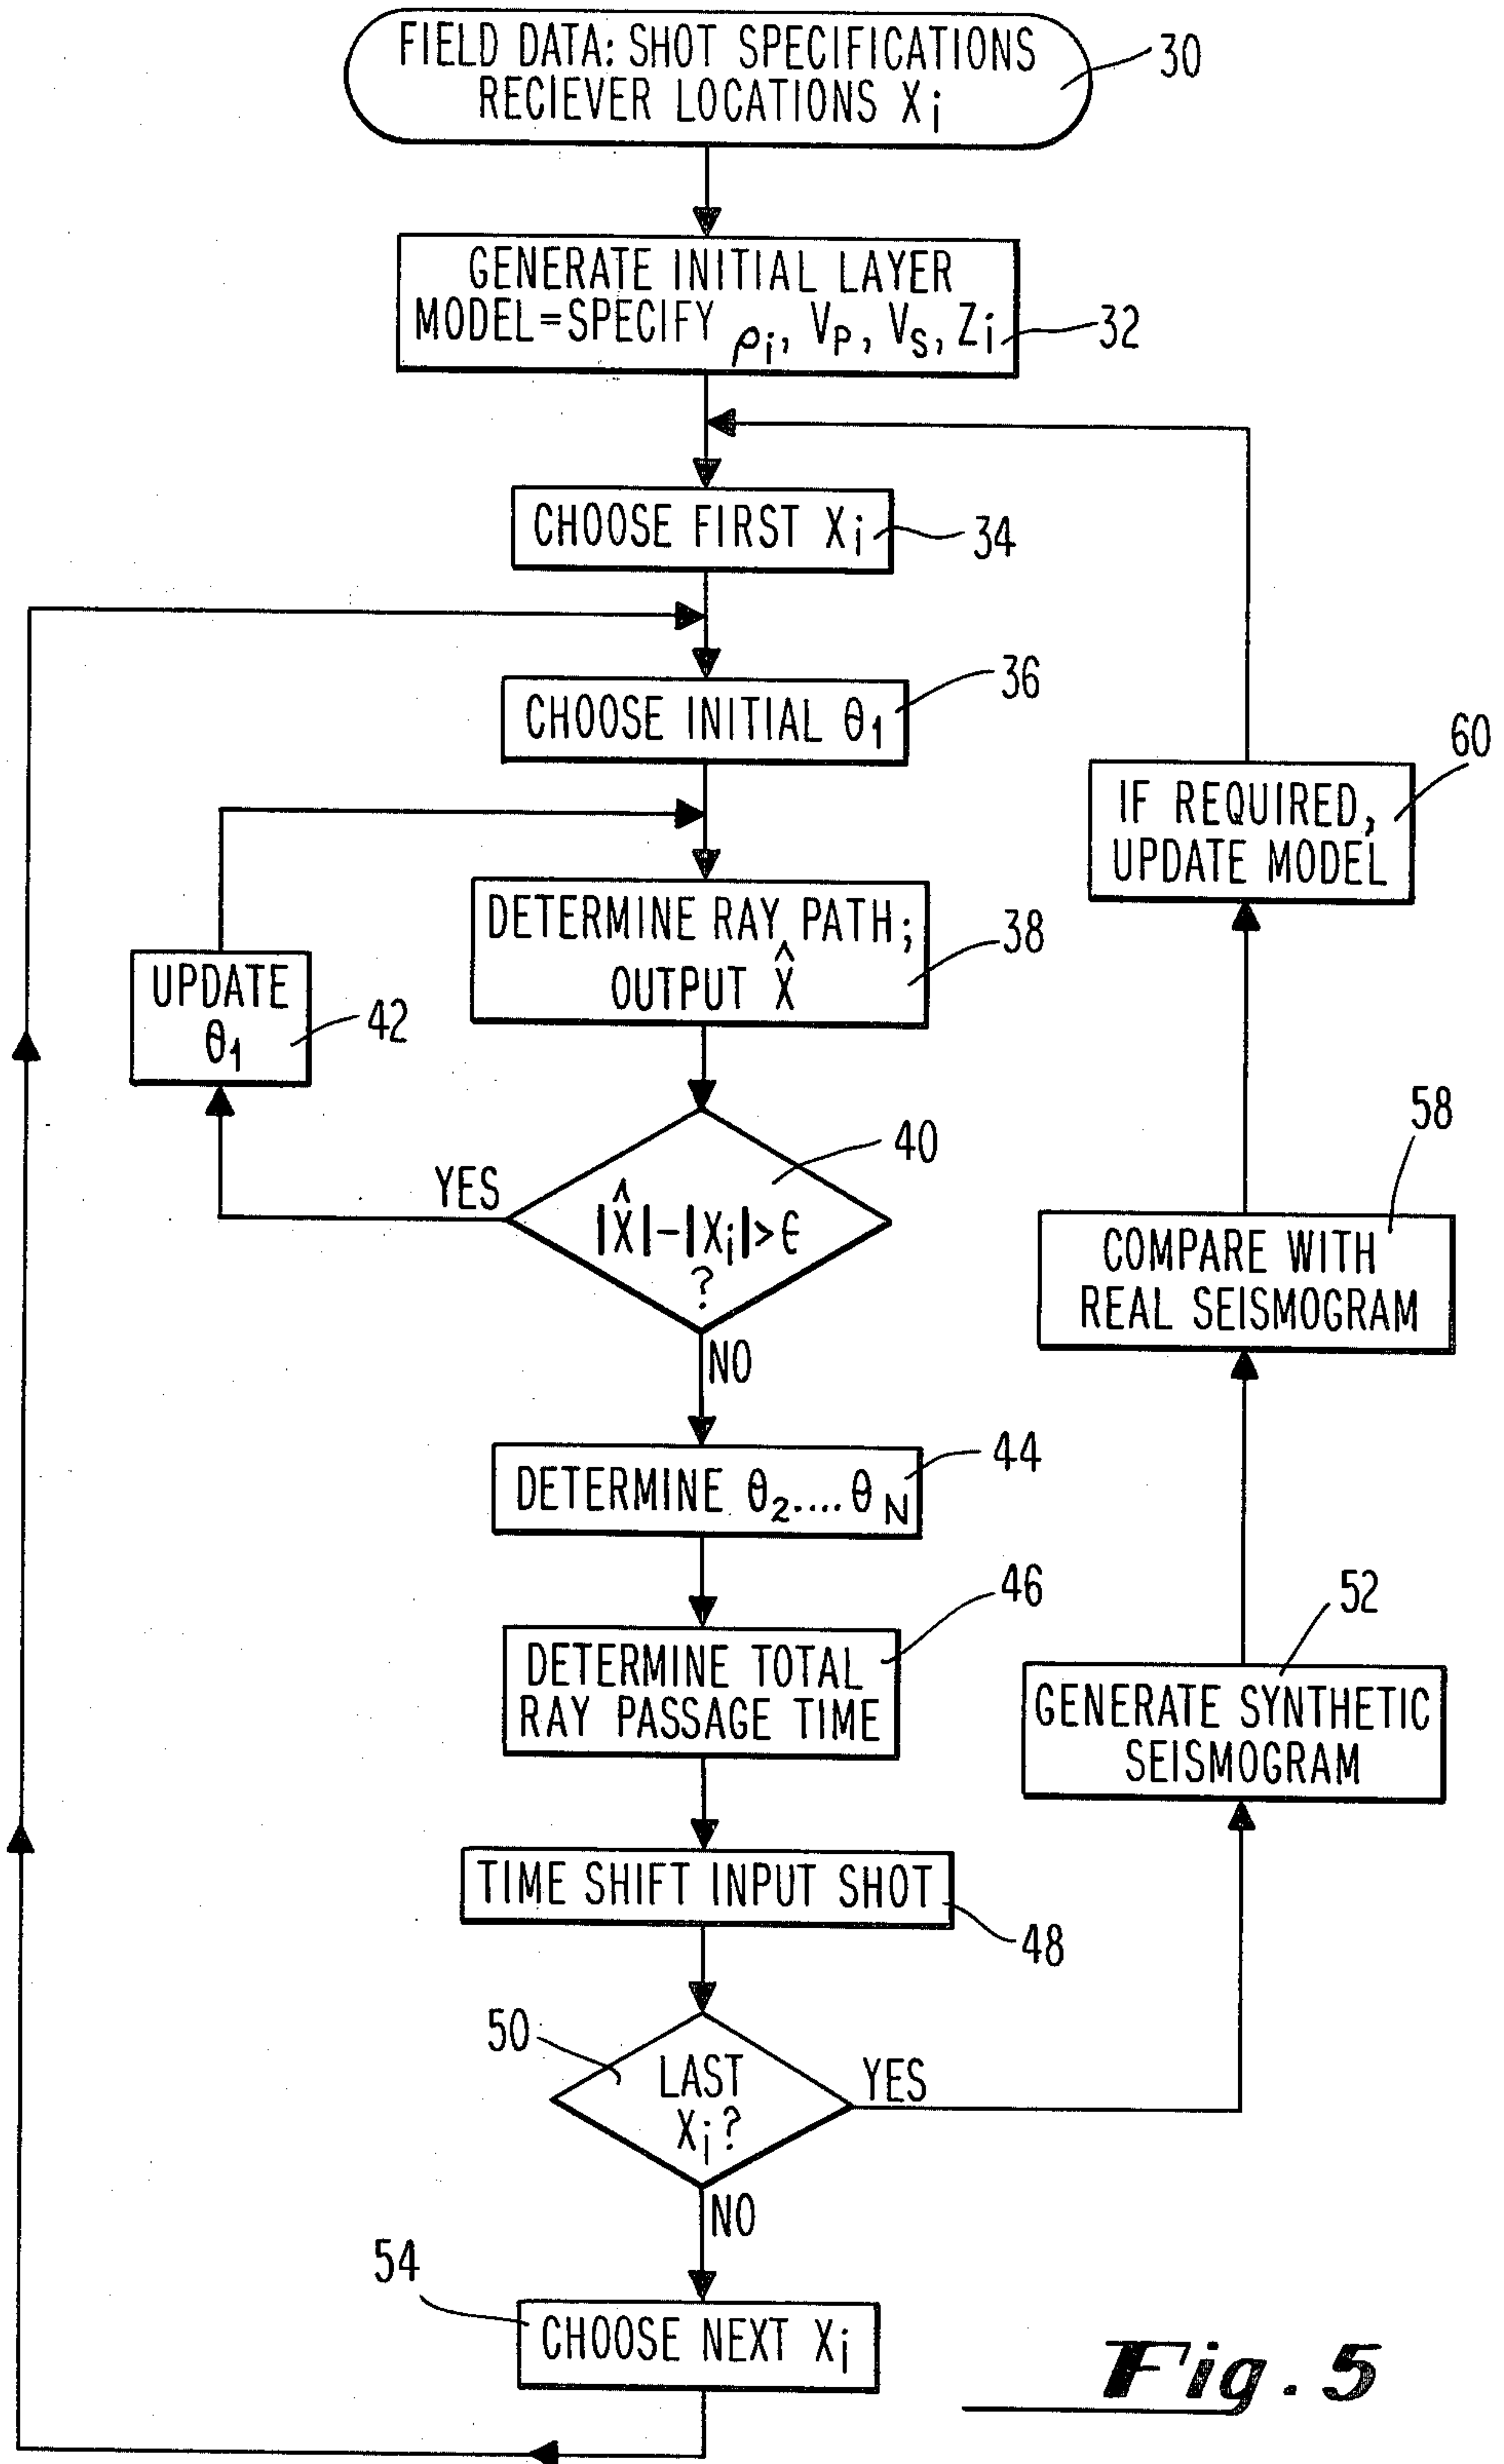 FIELD DATA: SHOT SPECIFICATIONS
RECIEVER LOCATIONS Xi
30
GENERATE INITIAL LAYER
MODEL=SPECIFY ρi, VP, VS, Zi
32
CHOOSE FIRST Xi
34
36
CHOOSE INITIAL θ1
60
IF REQUIRED,
UPDATE MODEL
DETERMINE RAY PATH;
OUTPUT X̂
38
UPDATE
θ1
42
40
YES
|X̂|-|Xi|>ϵ
?
NO
58
COMPARE WITH
REAL SEISMOGRAM
44
DETERMINE θ2....θN
46
DETERMINE TOTAL
RAY PASSAGE TIME
52
GENERATE SYNTHETIC
SEISMOGRAM
TIME SHIFT INPUT SHOT
48
50
LAST
Xi?
YES
NO
54
CHOOSE NEXT Xi
Fig. 5